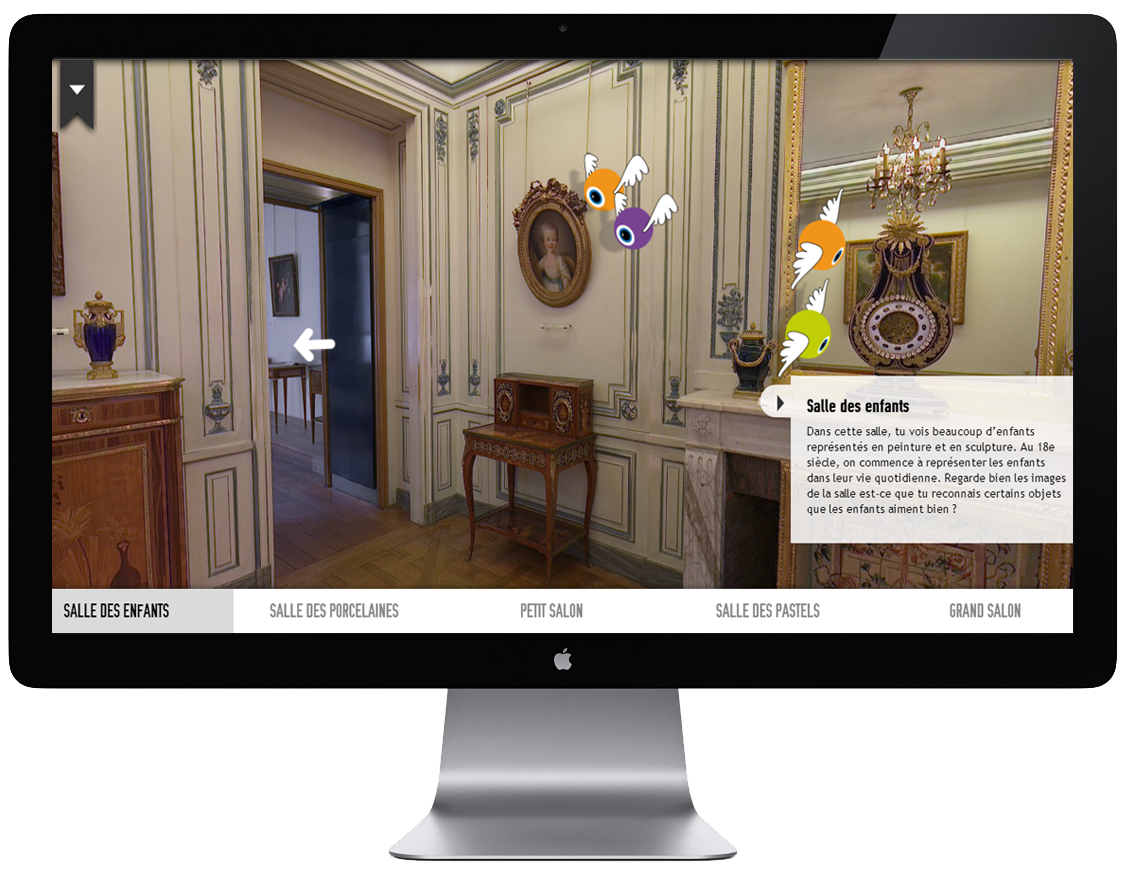 Salle des enfants
Dans cette salle, tu vois beaucoup d'enfants
représentés en peinture et en sculpture. Au 18e
siècle, on commence à représenter les enfants
dans leur vie quotidienne. Regarde bien les images
de la salle est-ce que tu reconnais certains objets
que les enfants aiment bien ?
SALLE DES ENFANTS
SALLE DES PORCELAINES
PETIT SALON
SALLE DES PASTELS
GRAND SALON